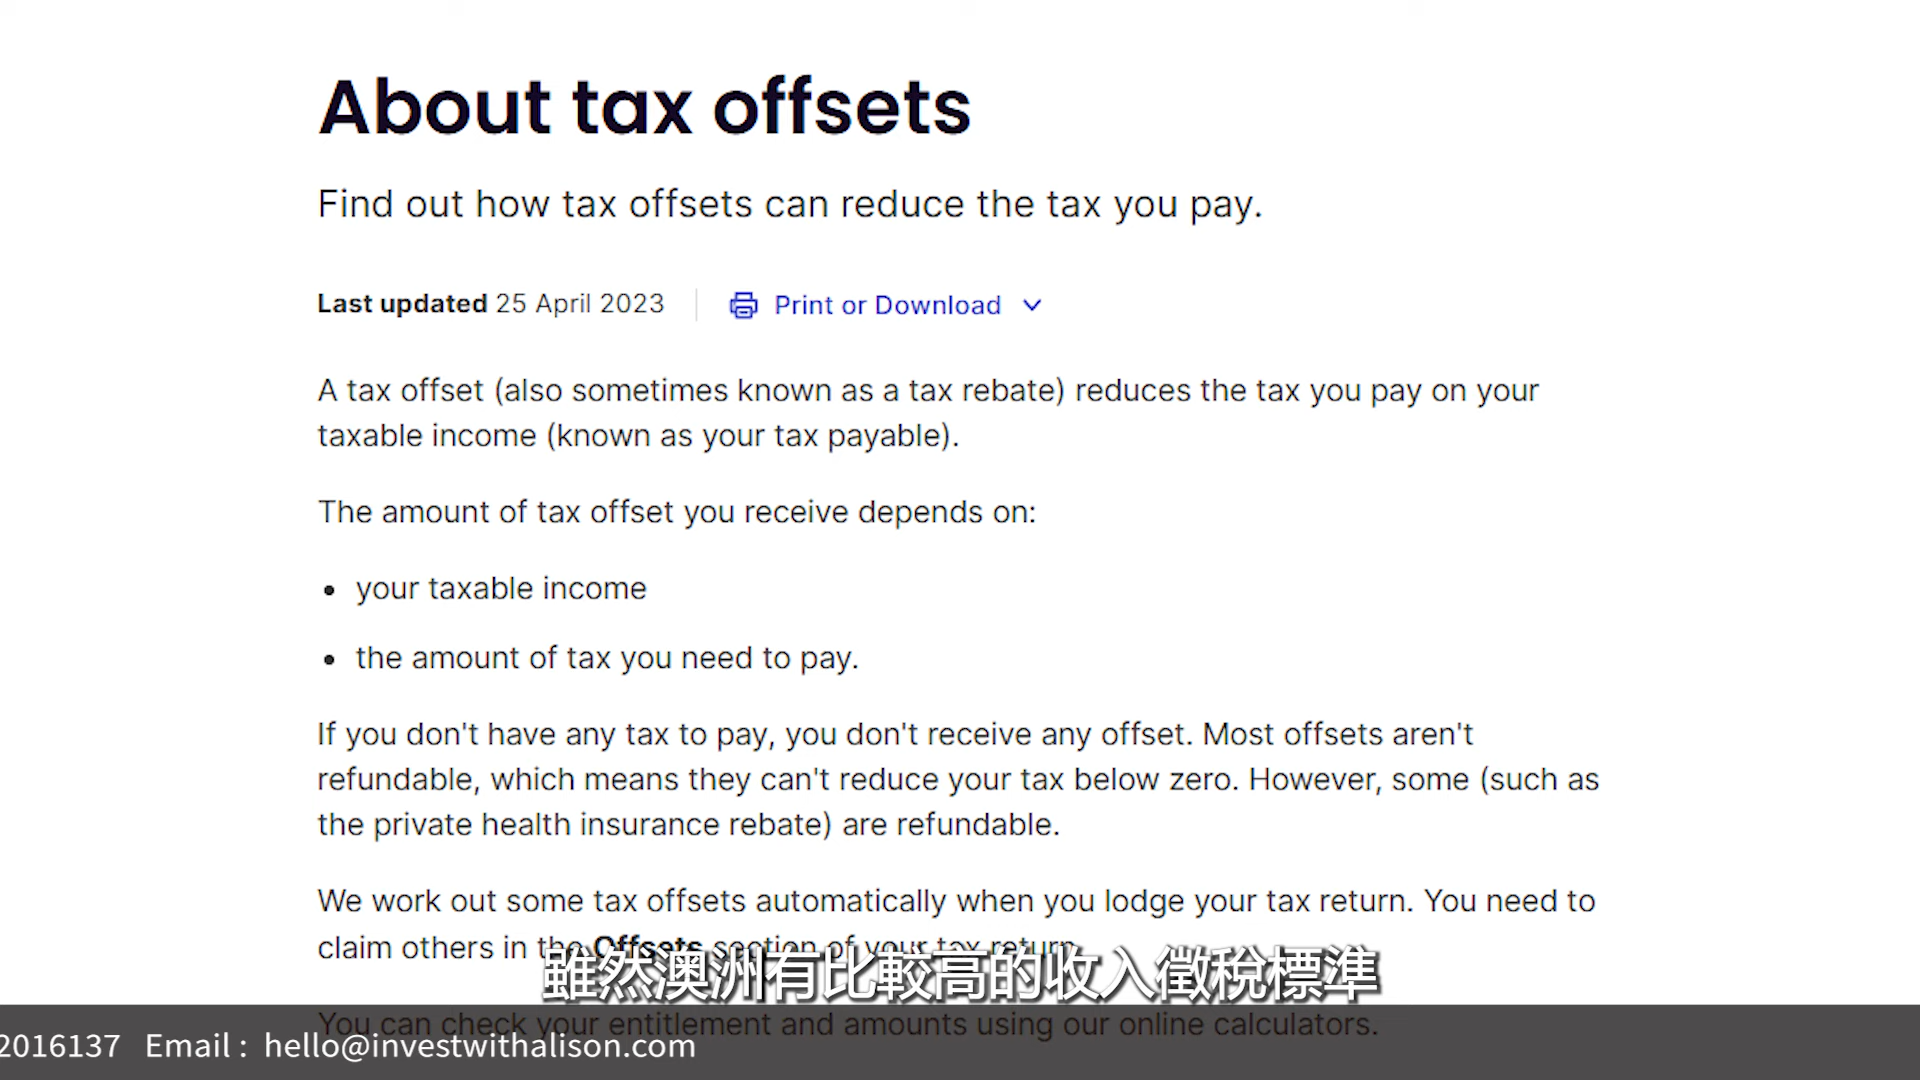 About tax offsets
Find out how tax offsets can reduce the tax you pay.
Last updated 25 April 2023
Print or Download
A tax offset (also sometimes known as a tax rebate) reduces the tax you pay on your
taxable income (known as your tax payable).
The amount of tax offset you receive depends on:
• your taxable income
• the amount of tax you need to pay.
If you don't have any tax to pay, you don't receive any offset. Most offsets aren't
refundable, which means they can't reduce your tax below zero. However, some (such as
the private health insurance rebate) are refundable.
We work out some tax offsets automatically when you lodge your tax return. You need to
claim others in the Offsets section of your tax return.
雖然澳洲有比較高的收入徵稅標準
You can check your entitlement and amounts using our online calculators.
2016137 Email : hello@investwithalison.com